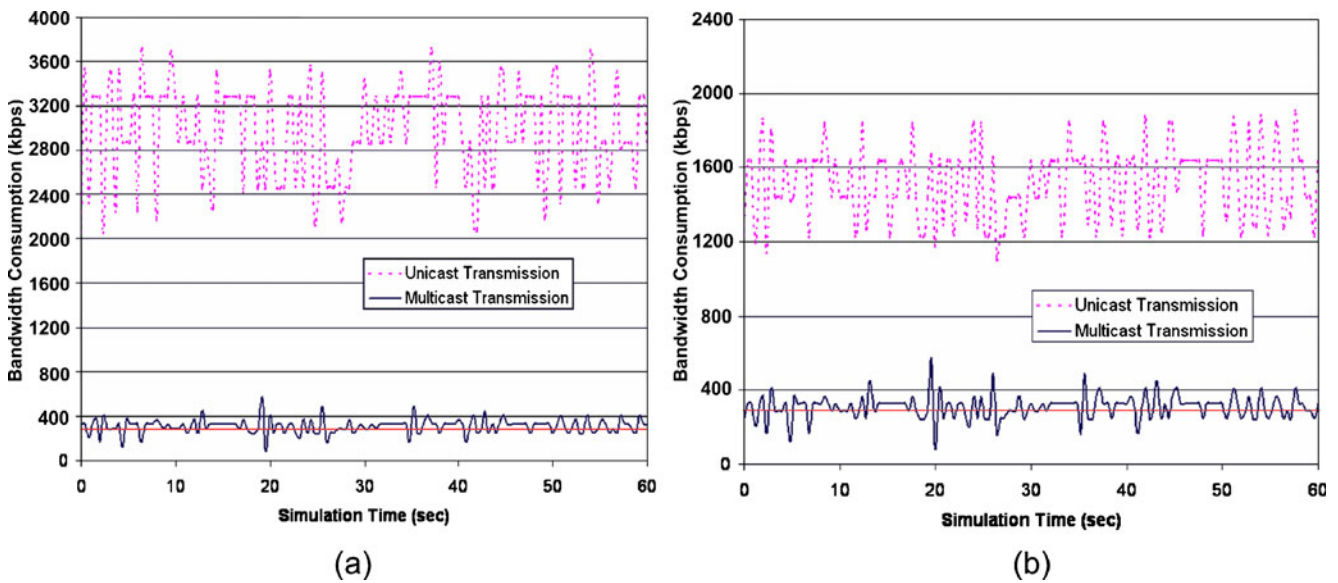 4000
3600
3200
2800
2400
2000
1600
1200
800
400
0
Bandwidth Consumption (kbps)
Unicast Transmission
Multicast Transmission
0 10 20 30 40 50 60
Simulation Time (sec)
(a)
2400
2000
1600
1200
800
400
0
Bandwidth Consumption (kbps)
Unicast Transmission
Multicast Transmission
0 10 20 30 40 50 60
Simulation Time (sec)
(b)